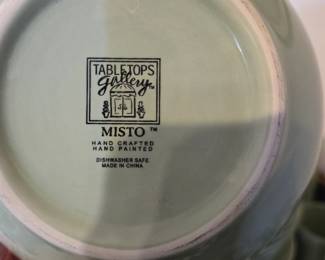 TABLETOPS
gallery
MISTO ™
HAND CRAFTED
HAND PAINTED
DISHWASHER SAFE
MADE IN CHINA